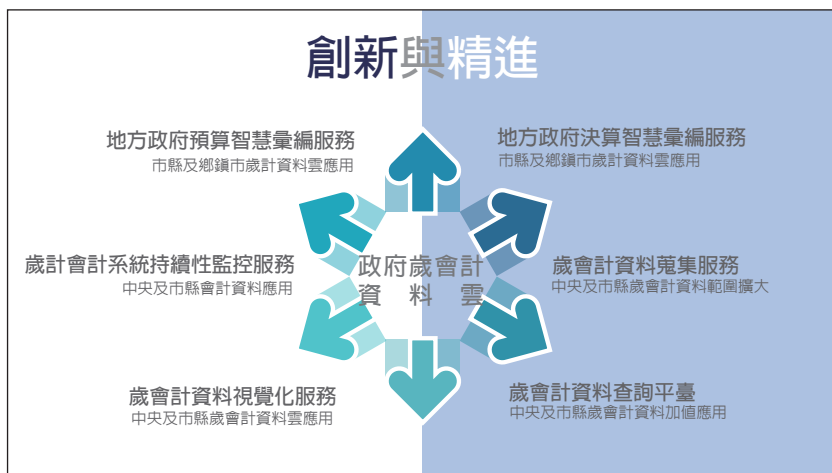 創新與精進
地方政府預算智慧彙編服務
市縣及鄉鎮市歲計資料雲應用
地方政府決算智慧彙編服務
市縣及鄉鎮市歲計資料雲應用
歲計會計系統持續性監控服務
中央及市縣會計資料應用
政府歲會計
資料雲
歲會計資料蒐集服務
中央及市縣歲會計資料範圍擴大
歲會計資料視覺化服務
中央及市縣歲會計資料雲應用
歲會計資料查詢平臺
中央及市縣歲會計資料加值應用